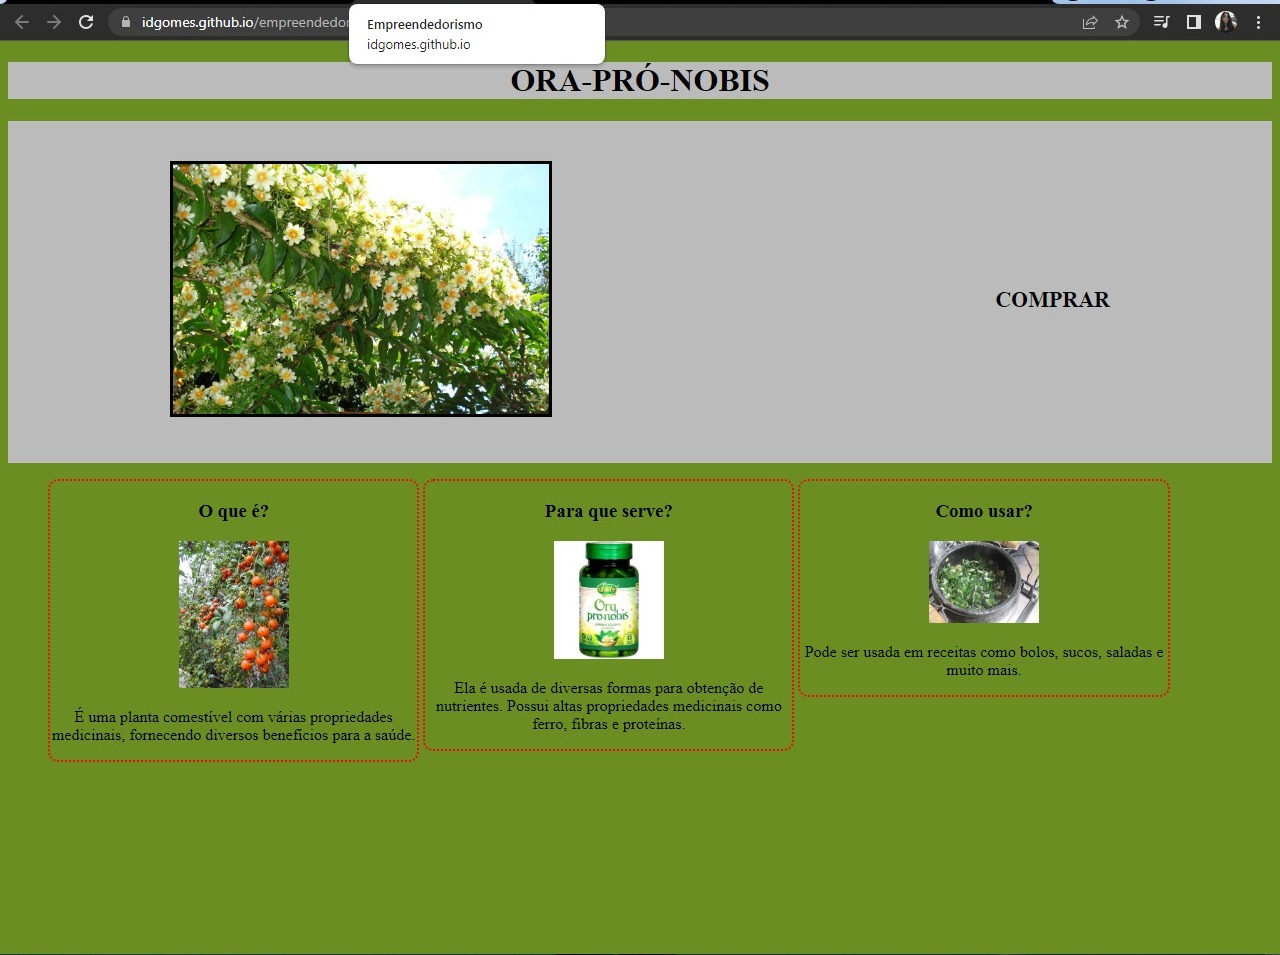 idgomes.github.io/empreendedor
Empreendedorismo
idgomes.github.io
ORA-PRÓ-NOBIS
COMPRAR
O que é?
É uma planta comestível com várias propriedades
medicinais, fornecendo diversos benefícios para a saúde.
Para que serve?
Ora
pro-nobis
Ela é usada de diversas formas para obtenção de
nutrientes. Possui altas propriedades medicinais como
ferro, fibras e proteínas.
Como usar?
Pode ser usada em receitas como bolos, sucos, saladas e
muito mais.